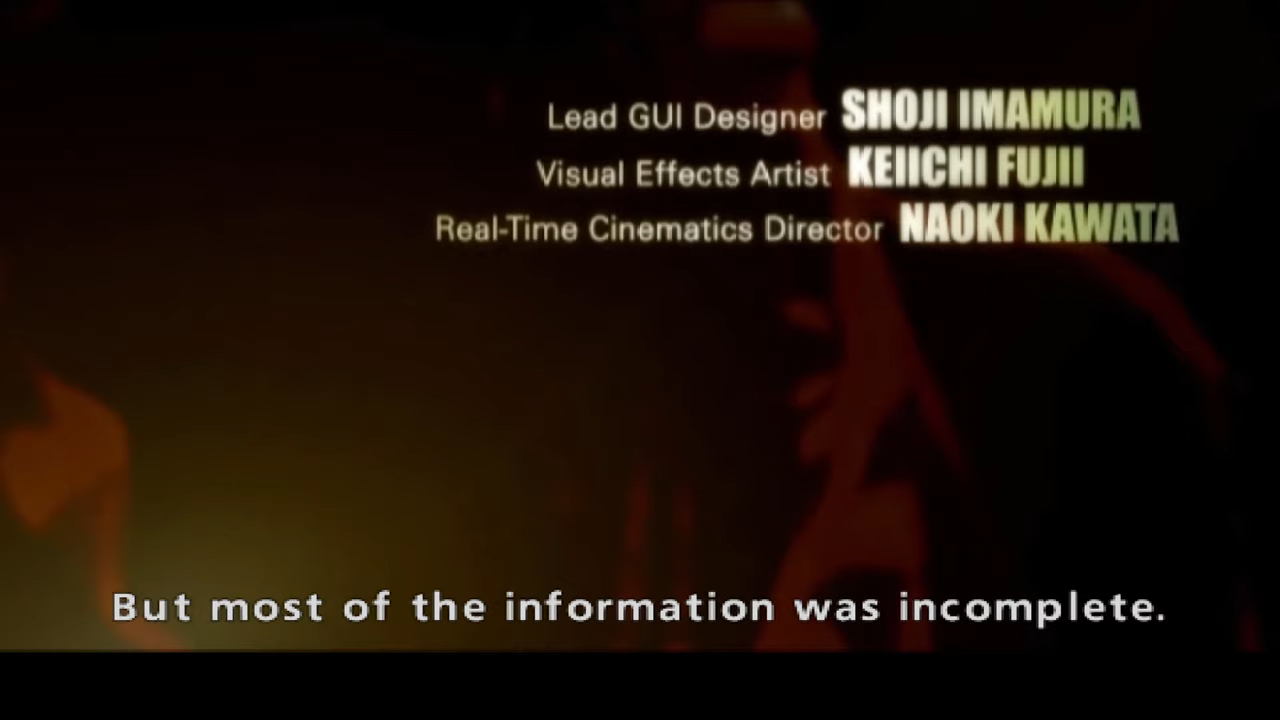 Lead GUI Designer SHOJI IMAMURA
Visual Effects Artist KEIICHI FUJII
Real-Time Cinematics Director NAOKI KAWATA
But most of the information was incomplete.